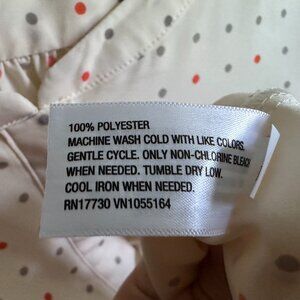 100% POLYESTER
MACHINE WASH COLD WITH LIKE COLORS.
GENTLE CYCLE. ONLY NON-CHLORINE BLEACH
WHEN NEEDED. TUMBLE DRY LOW.
COOL IRON WHEN NEEDED.
RN17730 VN1055164